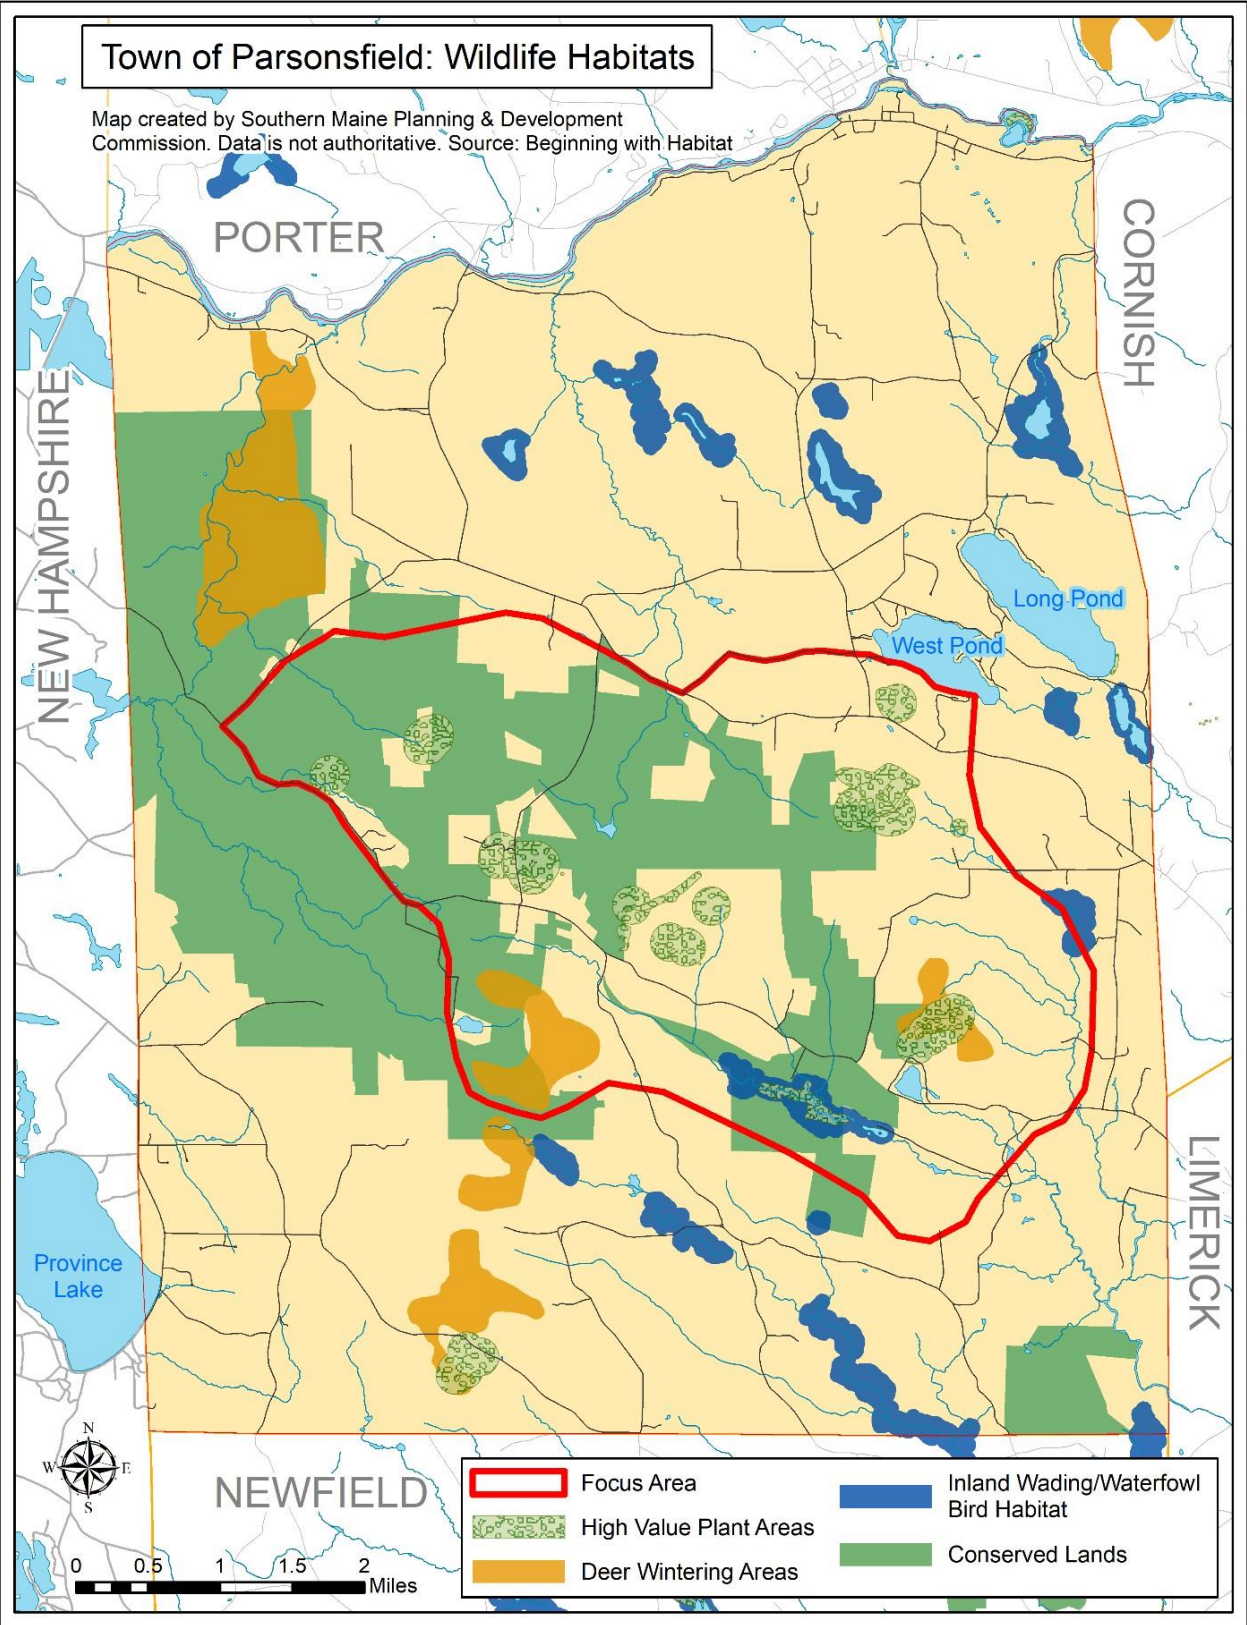 Town of Parsonsfield: Wildlife Habitats
Map created by Southern Maine Planning & Development
Commission. Data is not authoritative. Source: Beginning with Habitat
PORTER
CORNISH
NEW HAMPSHIRE
Long Pond
West Pond
Province
Lake
LIMERICK
N
W
E
S
NEWFIELD
0
0.5
1
1.5
2
Miles
Focus Area
High Value Plant Areas
Deer Wintering Areas
Inland Wading/Waterfowl
Bird Habitat
Conserved Lands